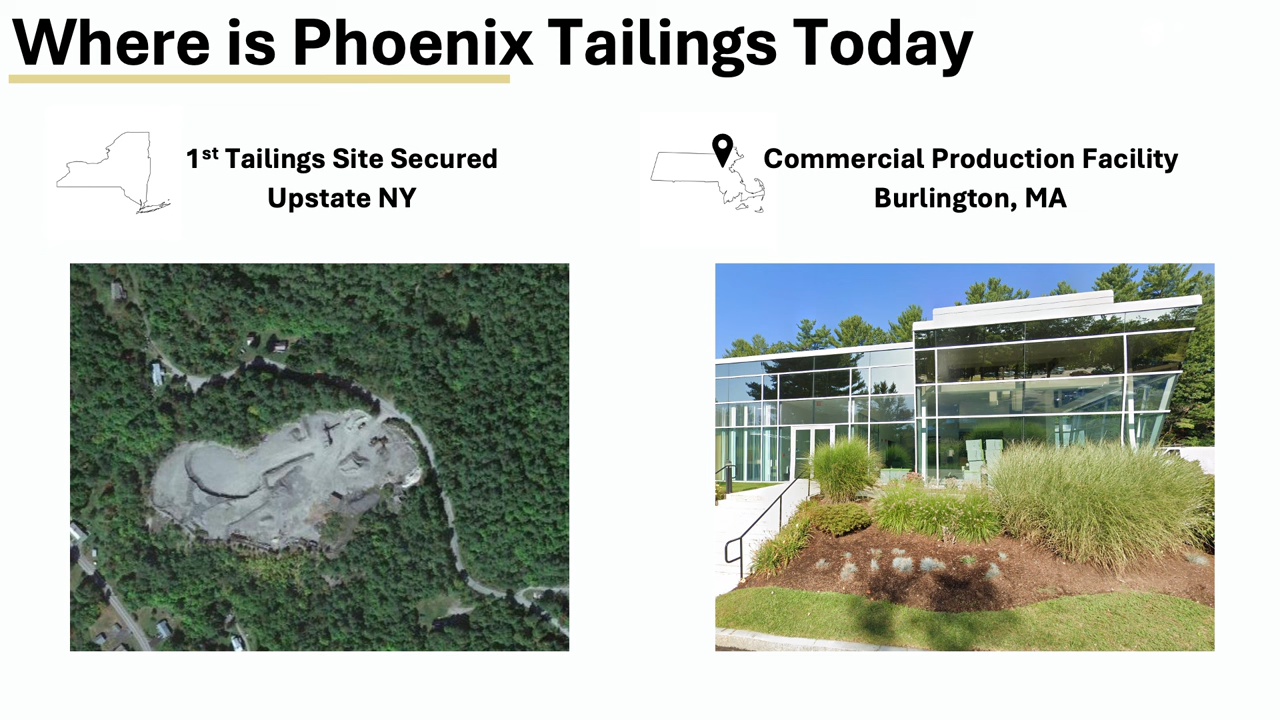 Where is Phoenix Tailings Today
1st Tailings Site Secured
Upstate NY
Commercial Production Facility
Burlington, MA